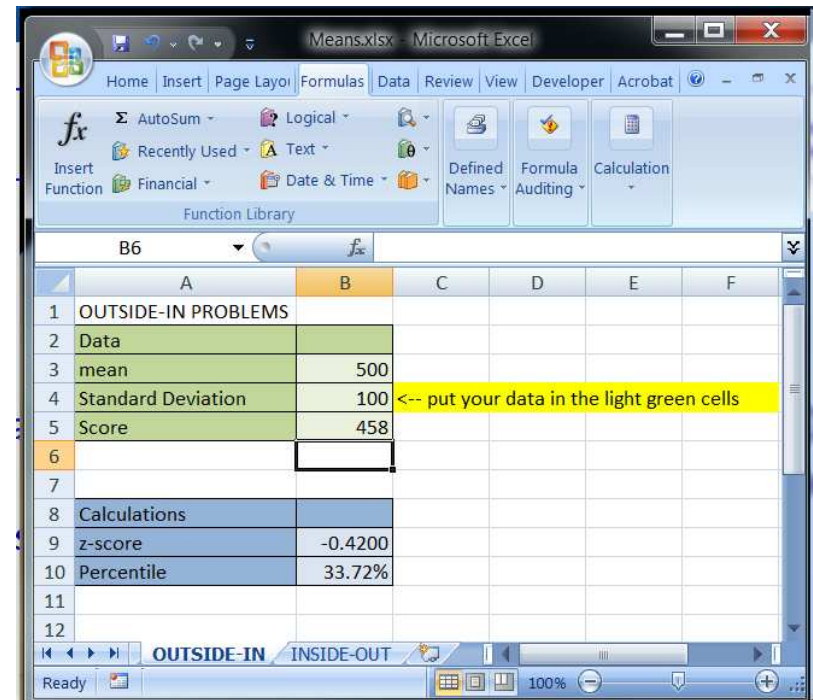 Means.xlsx - Microsoft Excel
Home Insert Page Layou Formulas Data Review View Developer Acrobat
fx Insert Function
Σ AutoSum
Recently Used
Financial
Logical
Text
Date & Time
Defined Names
Formula Auditing
Calculation
Function Library
B6 fx
A B C D E F
1 OUTSIDE-IN PROBLEMS
2 Data
3 mean 500
4 Standard Deviation 100 <-- put your data in the light green cells
5 Score 458
6
7
8 Calculations
9 z-score -0.4200
10 Percentile 33.72%
11
12
OUTSIDE-IN INSIDE-OUT
Ready 100%